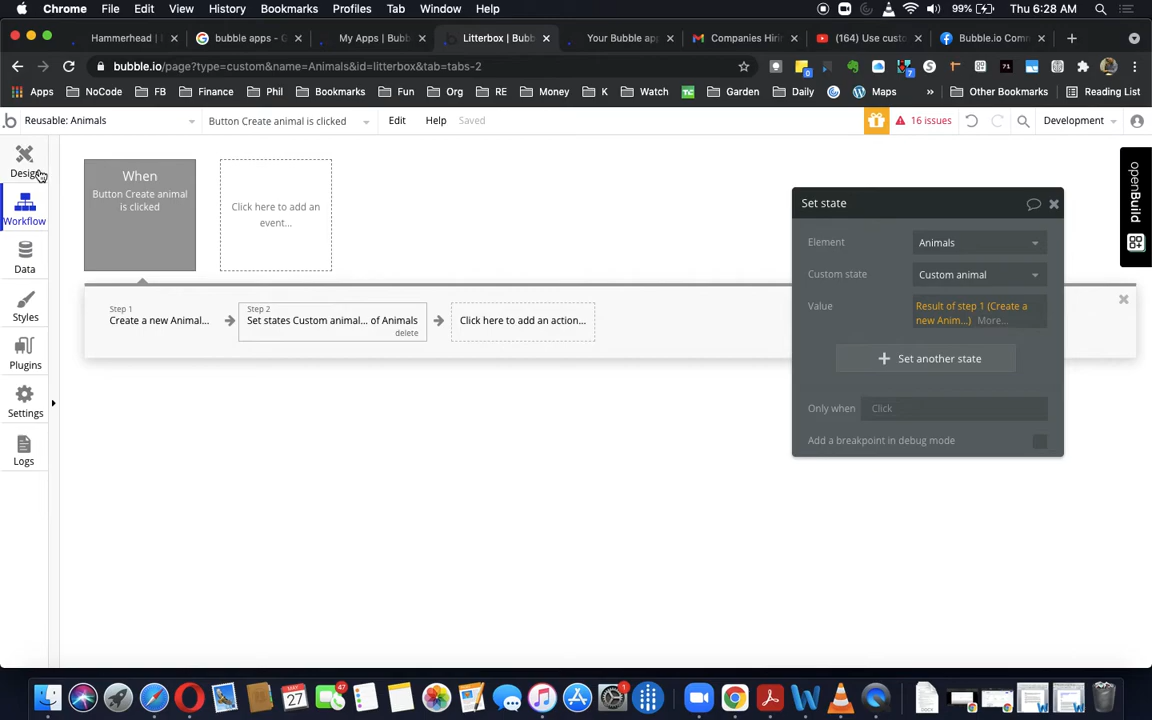 Chrome File Edit View History Bookmarks Profiles Tab Window Help 99% Thu 6:28 AM
Hammerhead | L bubble apps - G My Apps | Bubb Litterbox | Bubb Your Bubble app Gmail Companies Hirin (164) Use custo Bubble.io Comm
bubble.io/page?type=custom&name=Animals&id=litterbox&tab=tabs-2
Apps NoCode FB Finance Phil Bookmarks Fun Org RE Money K Watch Garden Daily Maps » Other Bookmarks Reading List
Reusable: Animals Button Create animal is clicked Edit Help Saved 16 issues Development
Design
Workflow
Data
Styles
Plugins
Settings
Logs
When
Button Create animal
is clicked
Click here to add an
event...
Step 1
Create a new Animal...
Step 2
Set states Custom animal... of Animals
delete
Click here to add an action...
Set state
Element Animals
Custom state Custom animal
Value Result of step 1 (Create a
new Anim...) More...
Set another state
Only when Click
Add a breakpoint in debug mode
openBuild